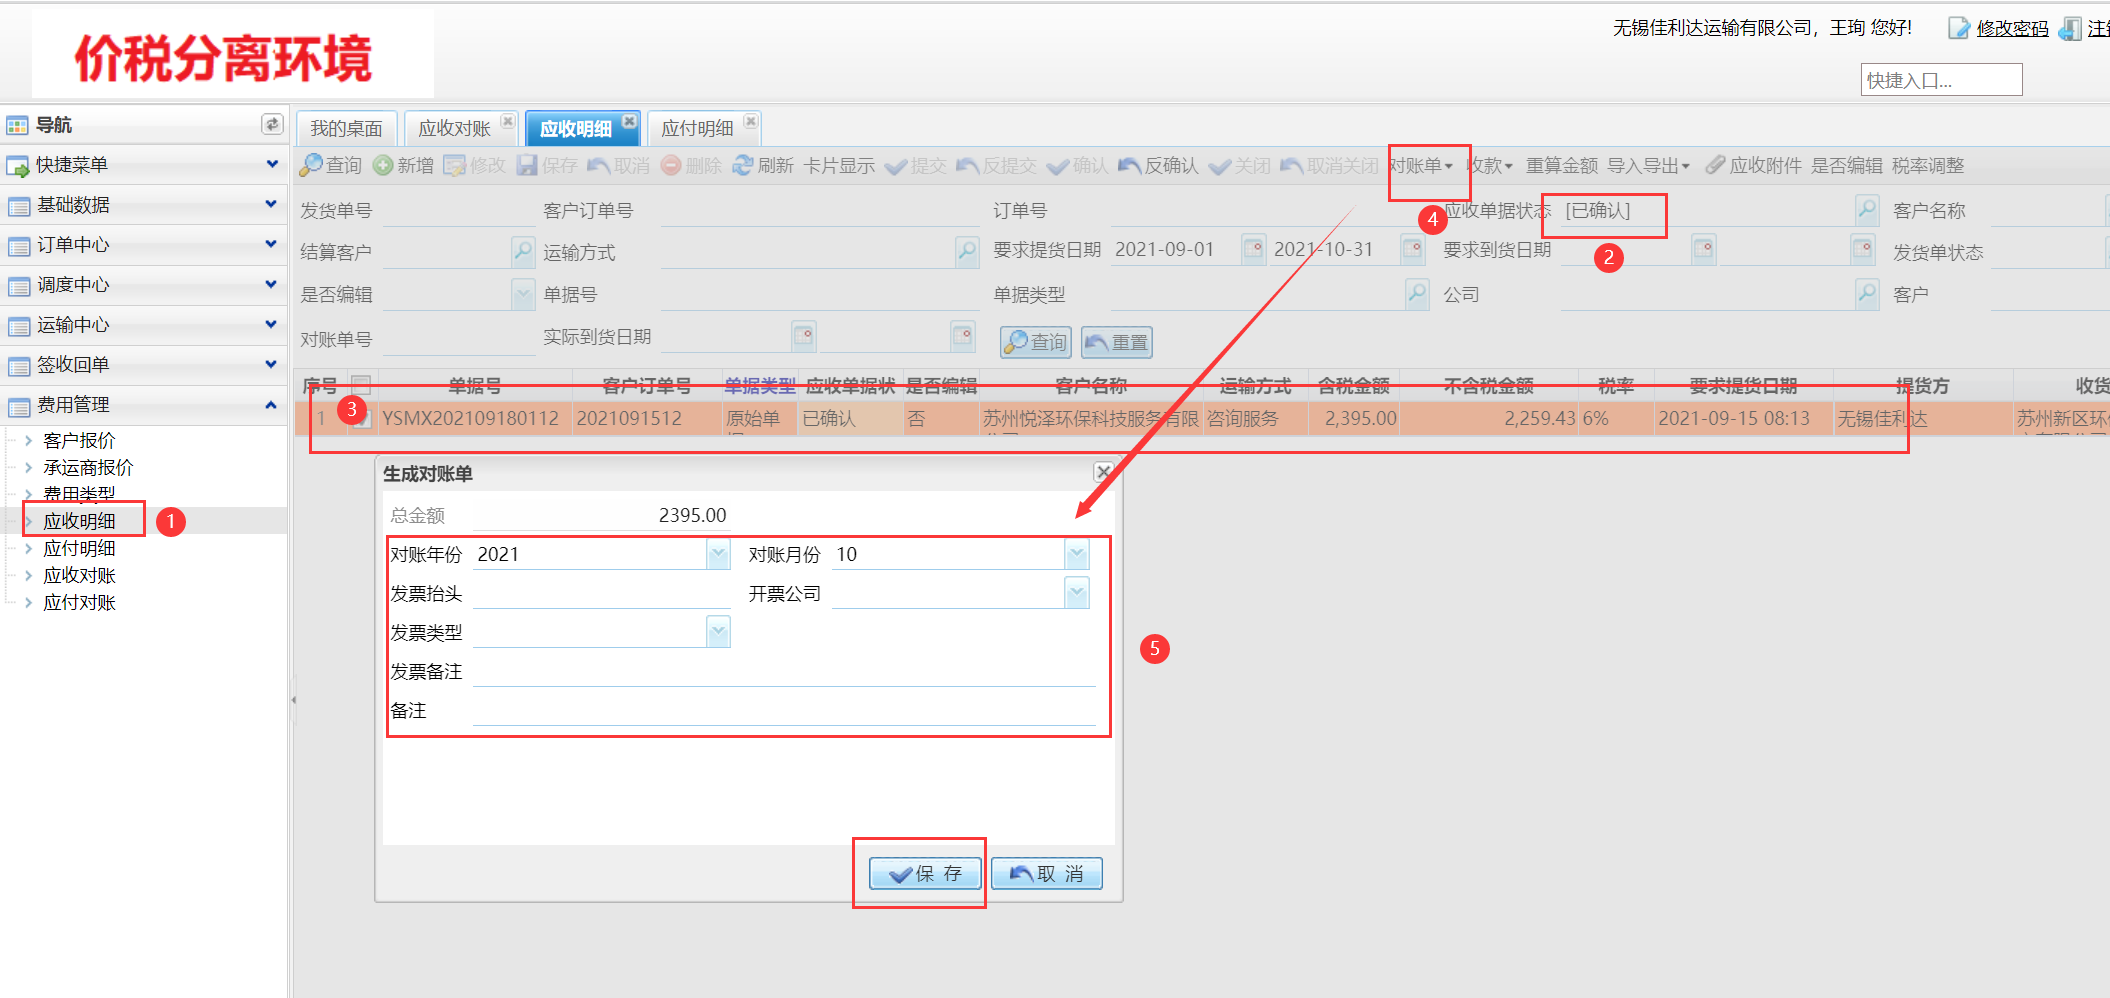 价税分离环境
无锡佳利达运输有限公司，王珣 您好!
修改密码
快捷入口...
导航
快捷菜单
基础数据
订单中心
调度中心
运输中心
签收回单
费用管理
客户报价
承运商报价
费用类型
应收明细
1
应付明细
应收对账
应付对账
我的桌面 应收对账 应收明细 应付明细
查询 新增 修改 保存 取消 删除 刷新 卡片显示 提交 反提交 确认 反确认 关闭 取消关闭 对账单 收款 重算金额 导入导出 应收附件 是否编辑 税率调整
发货单号 客户订单号 订单号 4 应收单据状态 [已确认] 客户名称
结算客户 运输方式 要求提货日期 2021-09-01 2021-10-31 要求到货日期 2 发货单状态
是否编辑 单据号 单据类型 公司 客户
对账单号 实际到货日期 查询 重置
序号 单据号 客户订单号 单据类型 应收单据状 是否编辑 客户名称 运输方式 含税金额 不含税金额 税率 要求提货日期 提货方 收货
1 3 YSMX202109180112 2021091512 原始单 已确认 否 苏州悦泽环保科技服务有限 咨询服务 2,395.00 2,259.43 6% 2021-09-15 08:13 无锡佳利达 苏州新区环
生成对账单
总金额 2395.00
对账年份 2021 对账月份 10
发票抬头 开票公司
发票类型
5
发票备注
备注
保 存 取 消